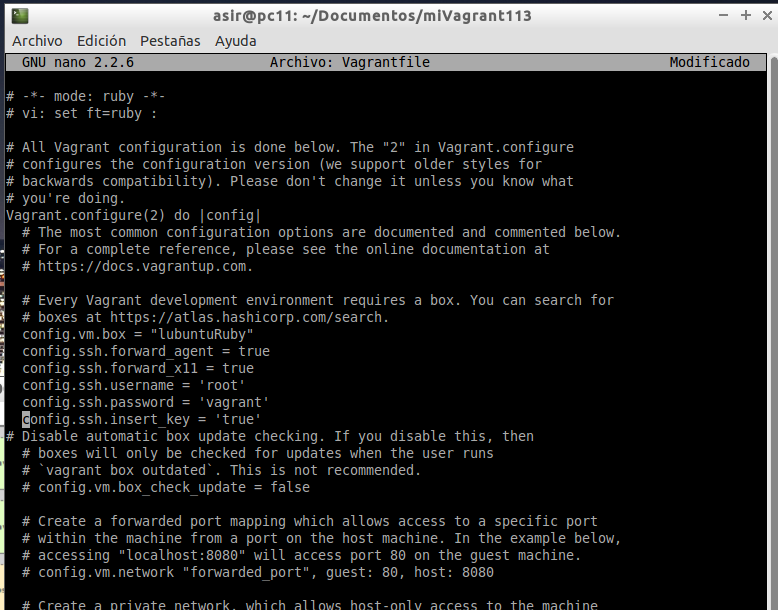 asir@pc11: ~/Documentos/miVagrant113
Archivo Edición Pestañas Ayuda
GNU nano 2.2.6 Archivo: Vagrantfile Modificado
# -*- mode: ruby -*-
# vi: set ft=ruby :
# All Vagrant configuration is done below. The "2" in Vagrant.configure
# configures the configuration version (we support older styles for
# backwards compatibility). Please don't change it unless you know what
# you're doing.
Vagrant.configure(2) do |config|
# The most common configuration options are documented and commented below.
# For a complete reference, please see the online documentation at
# https://docs.vagrantup.com.
# Every Vagrant development environment requires a box. You can search for
# boxes at https://atlas.hashicorp.com/search.
config.vm.box = "lubuntuRuby"
config.ssh.forward_agent = true
config.ssh.forward_x11 = true
config.ssh.username = 'root'
config.ssh.password = 'vagrant'
config.ssh.insert_key = 'true'
# Disable automatic box update checking. If you disable this, then
# boxes will only be checked for updates when the user runs
# `vagrant box outdated`. This is not recommended.
# config.vm.box_check_update = false
# Create a forwarded port mapping which allows access to a specific port
# within the machine from a port on the host machine. In the example below,
# accessing "localhost:8080" will access port 80 on the guest machine.
# config.vm.network "forwarded_port", guest: 80, host: 8080
# Create a private network, which allows host-only access to the machine